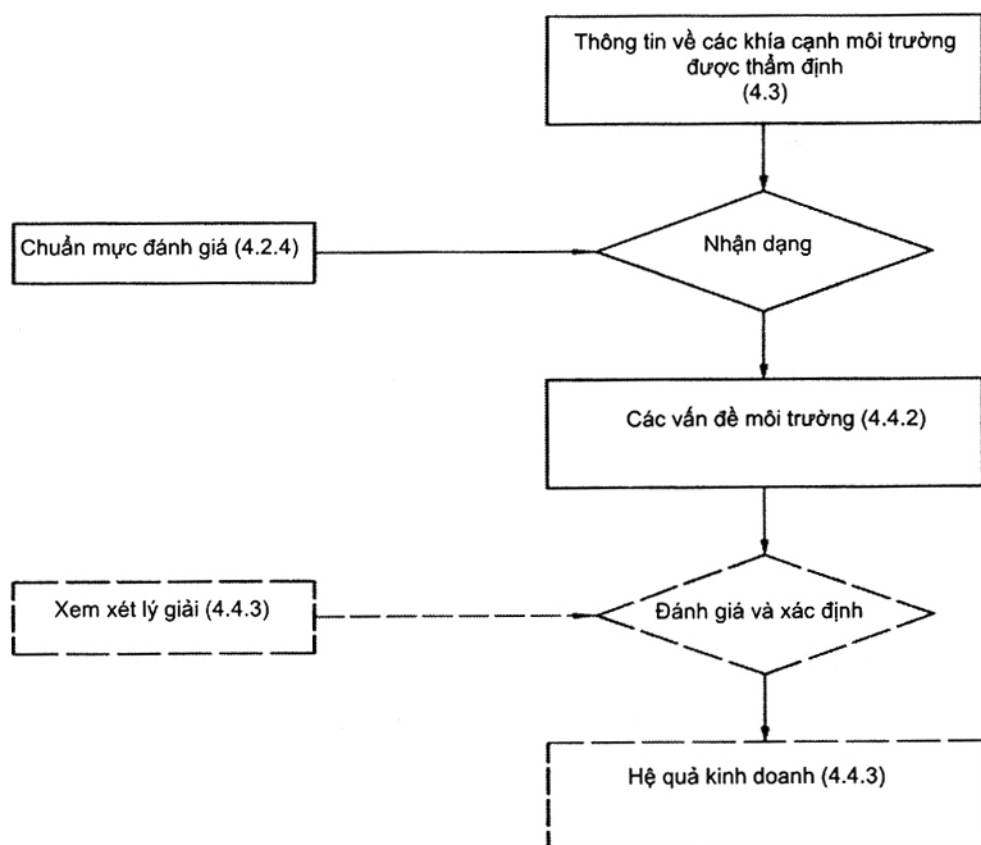 Thông tin về các khía cạnh môi trường
được thẩm định
(4.3)
Chuẩn mực đánh giá (4.2.4)
Nhận dạng
Các vấn đề môi trường (4.4.2)
Xem xét lý giải (4.4.3)
Đánh giá và xác định
Hệ quả kinh doanh (4.4.3)